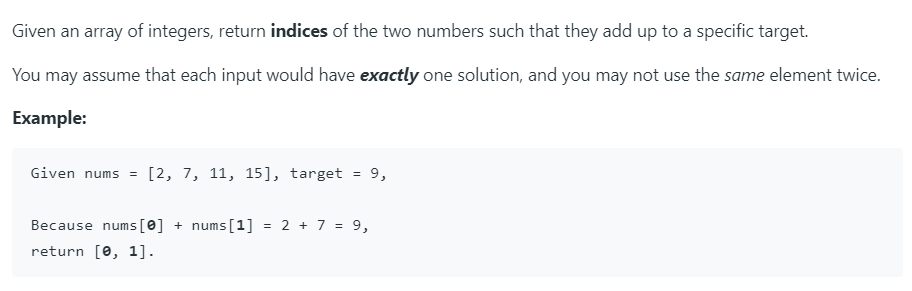 Given an array of integers, return indices of the two numbers such that they add up to a specific target.
You may assume that each input would have exactly one solution, and you may not use the same element twice.
Example:
Given nums = [2, 7, 11, 15], target = 9,
Because nums[0] + nums[1] = 2 + 7 = 9,
return [0, 1].